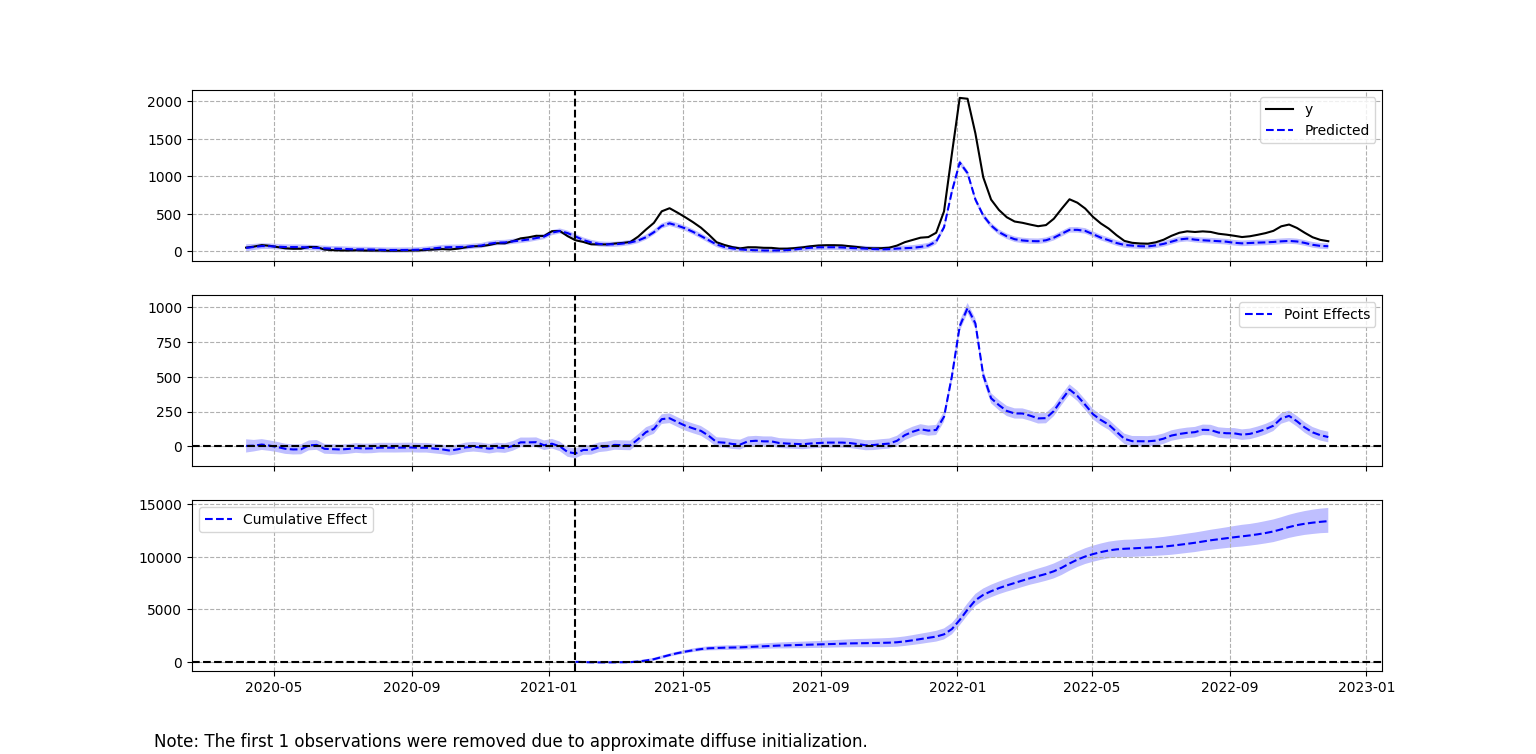 2000
1500
1000
500
0
y
Predicted
1000
750
500
250
0
Point Effects
15000
10000
5000
0
Cumulative Effect
2020-05 2020-09 2021-01 2021-05 2021-09 2022-01 2022-05 2022-09 2023-01
Note: The first 1 observations were removed due to approximate diffuse initialization.